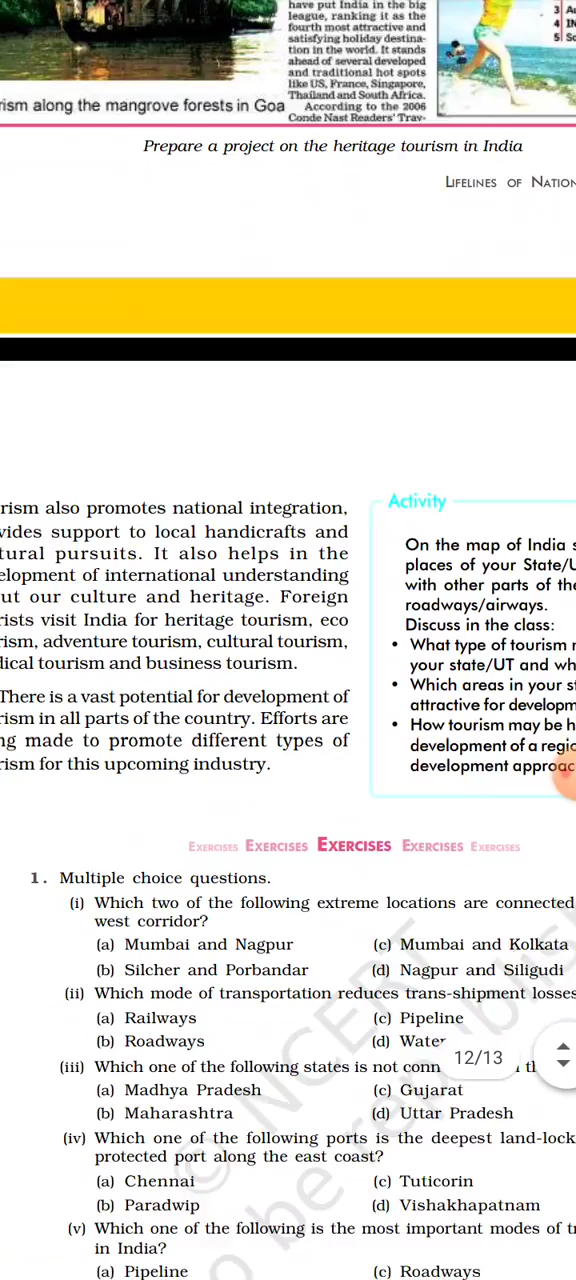 have put India in the big
league, ranking it as the
fourth most attractive and
satisfying holiday destina-
tion in the world. It stands
ahead of several developed
and traditional hot spots
like US, France, Singapore,
Thailand and South Africa.
According to the 2006
Conde Nast Readers' Trav-
3
4
5
rism along the mangrove forests in Goa
Prepare a project on the heritage tourism in India
LIFELINES OF NATION
rism also promotes national integration,
vides support to local handicrafts and
tural pursuits. It also helps in the
elopment of international understanding
ut our culture and heritage. Foreign
rists visit India for heritage tourism, eco
rism, adventure tourism, cultural tourism,
dical tourism and business tourism.
There is a vast potential for development of
rism in all parts of the country. Efforts are
ng made to promote different types of
rism for this upcoming industry.
Activity
On the map of India s
places of your State/U
with other parts of the
roadways/airways.
Discuss in the class:
• What type of tourism
your state/UT and wh
• Which areas in your st
attractive for developm
• How tourism may be h
development of a regio
development approac
EXERCISES EXERCISES EXERCISES EXERCISES EXERCISES
1. Multiple choice questions.
(i) Which two of the following extreme locations are connected
west corridor?
(a) Mumbai and Nagpur (c) Mumbai and Kolkata
(b) Silcher and Porbandar (d) Nagpur and Siligudi
(ii) Which mode of transportation reduces trans-shipment losses
(a) Railways (c) Pipeline
(b) Roadways (d) Water
12/13
(iii) Which one of the following states is not conn th
(a) Madhya Pradesh (c) Gujarat
(b) Maharashtra (d) Uttar Pradesh
(iv) Which one of the following ports is the deepest land-lock
protected port along the east coast?
(a) Chennai (c) Tuticorin
(b) Paradwip (d) Vishakhapatnam
(v) Which one of the following is the most important modes of tr
in India?
(a) Pipeline (c) Roadways
© NCERT
o be republish